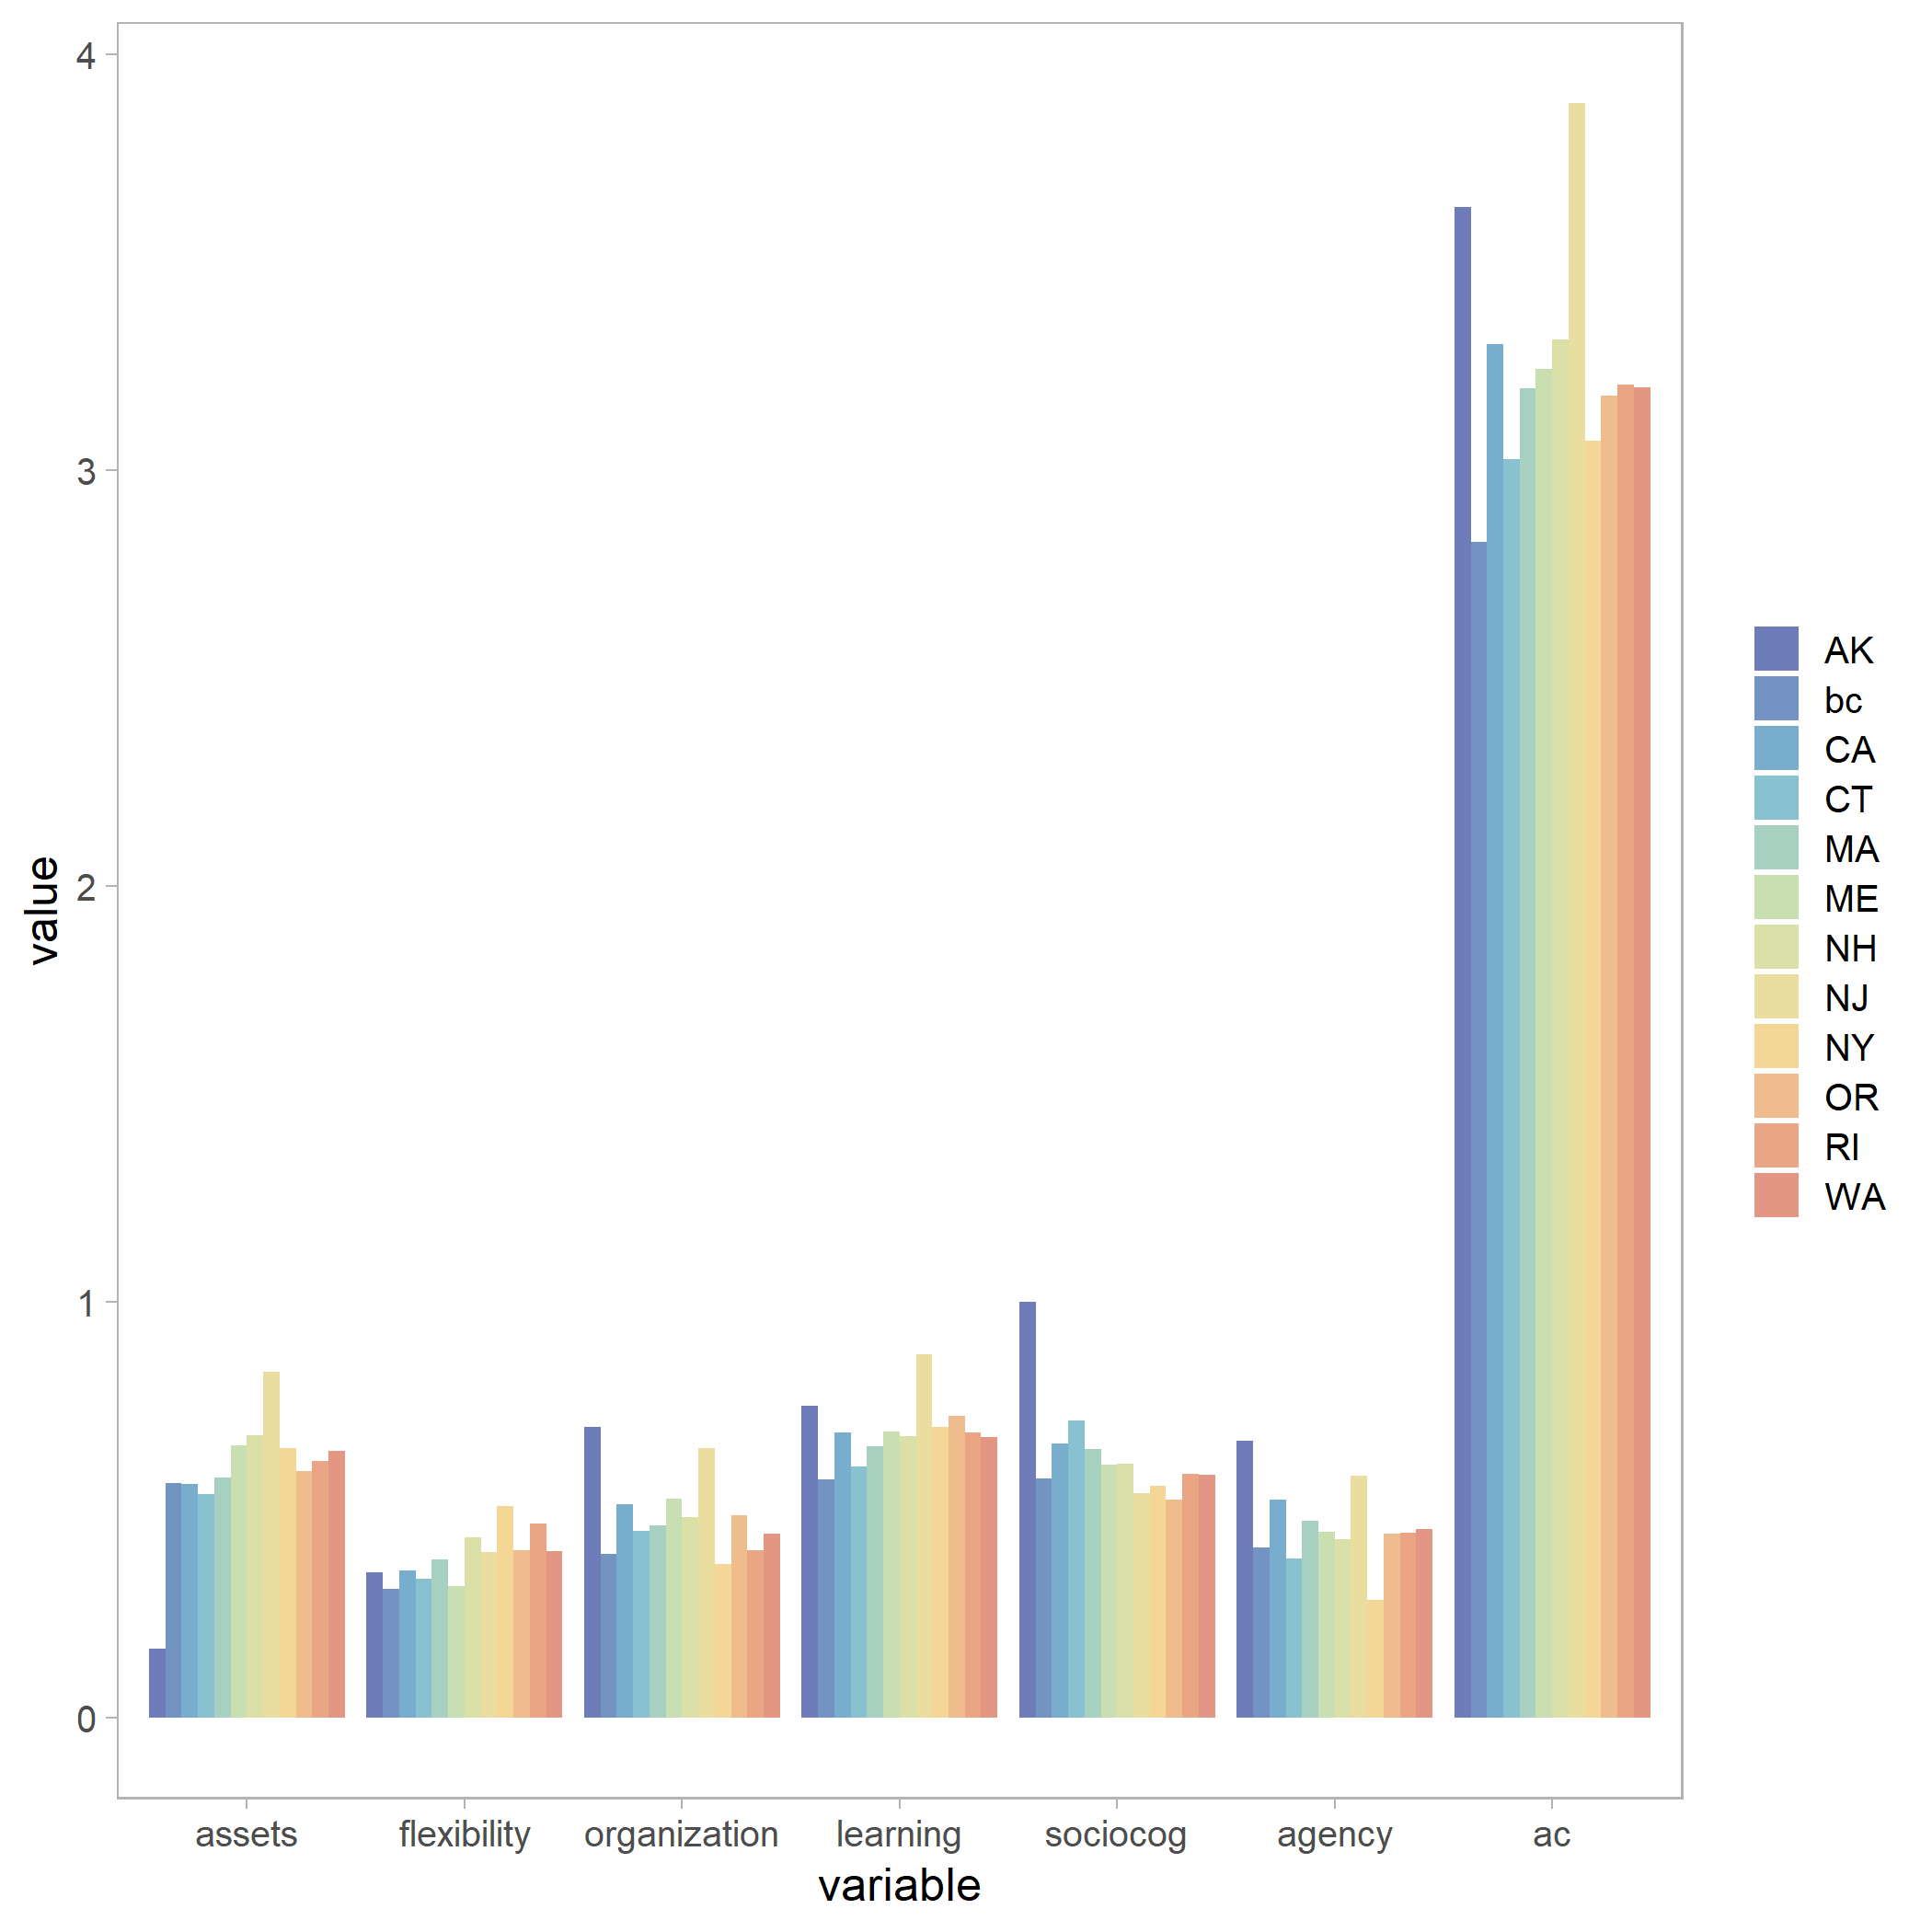 4
3
2
1
0
value
assets flexibility organization learning sociocog agency ac
variable
AK
bc
CA
CT
MA
ME
NH
NJ
NY
OR
RI
WA